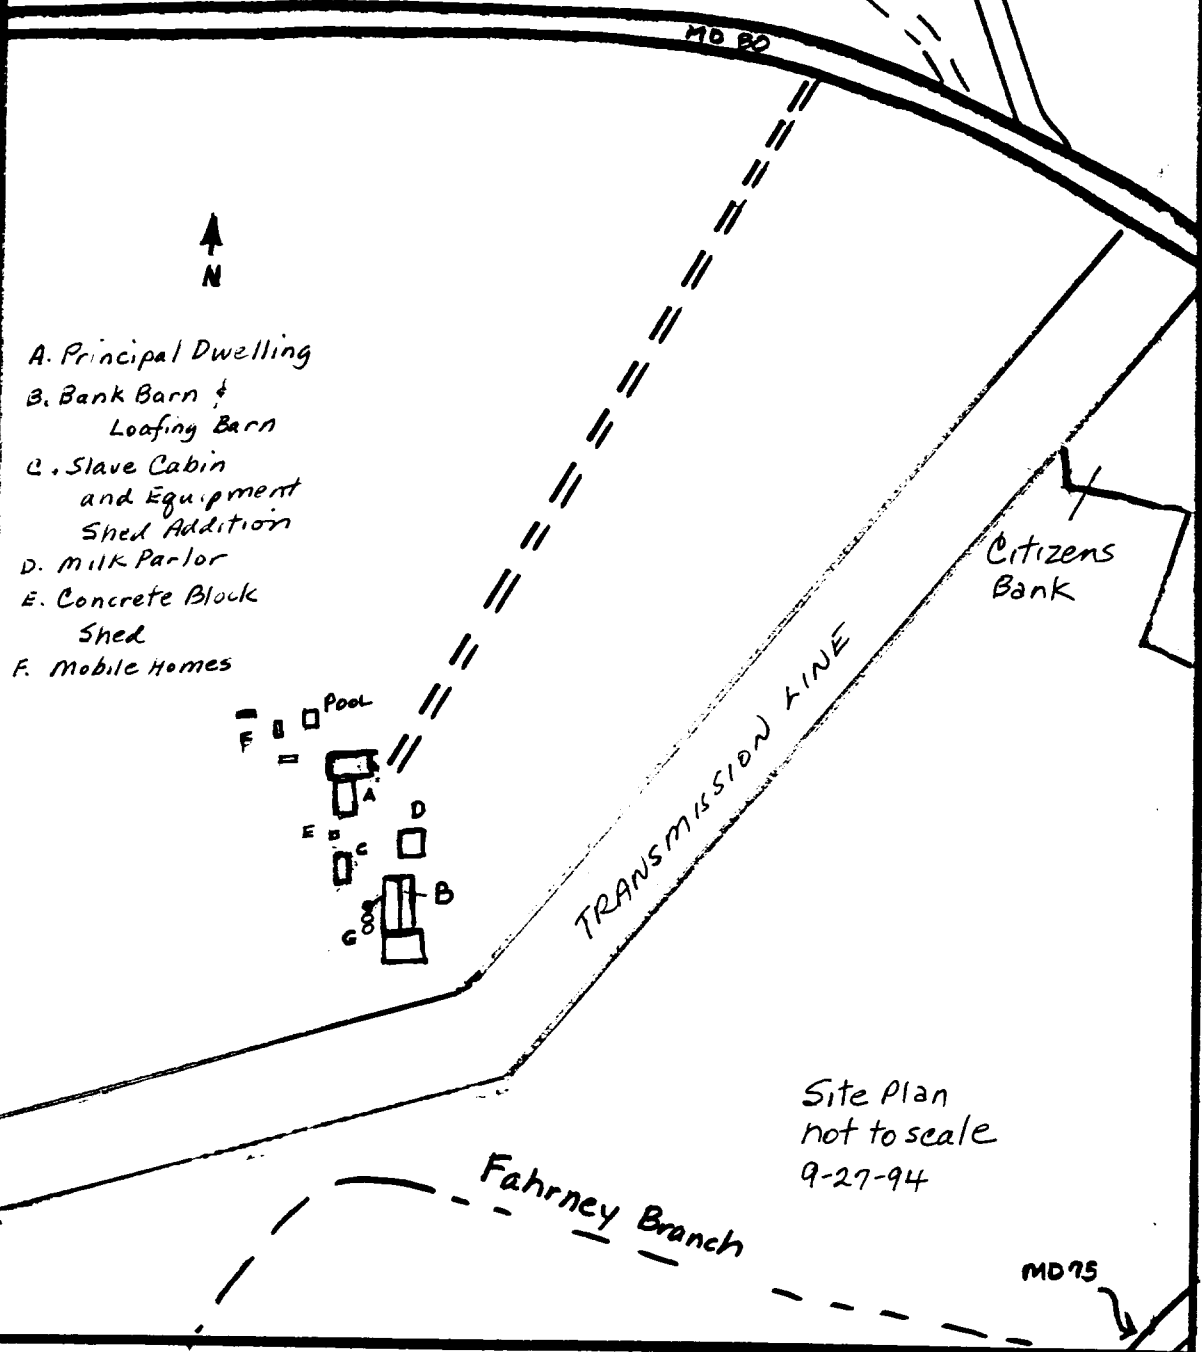 MD 80
N
A. Principal Dwelling
B. Bank Barn &
Loafing Barn
C. Slave Cabin
and Equipment
Shed Addition
D. Milk Parlor
E. Concrete Block
Shed
F. Mobile Homes
Citizens
Bank
TRANSMISSION LINE
POOL
F
A
D
E
C
B
G
Site Plan
not to scale
9-27-94
Fahrney Branch
MD 75